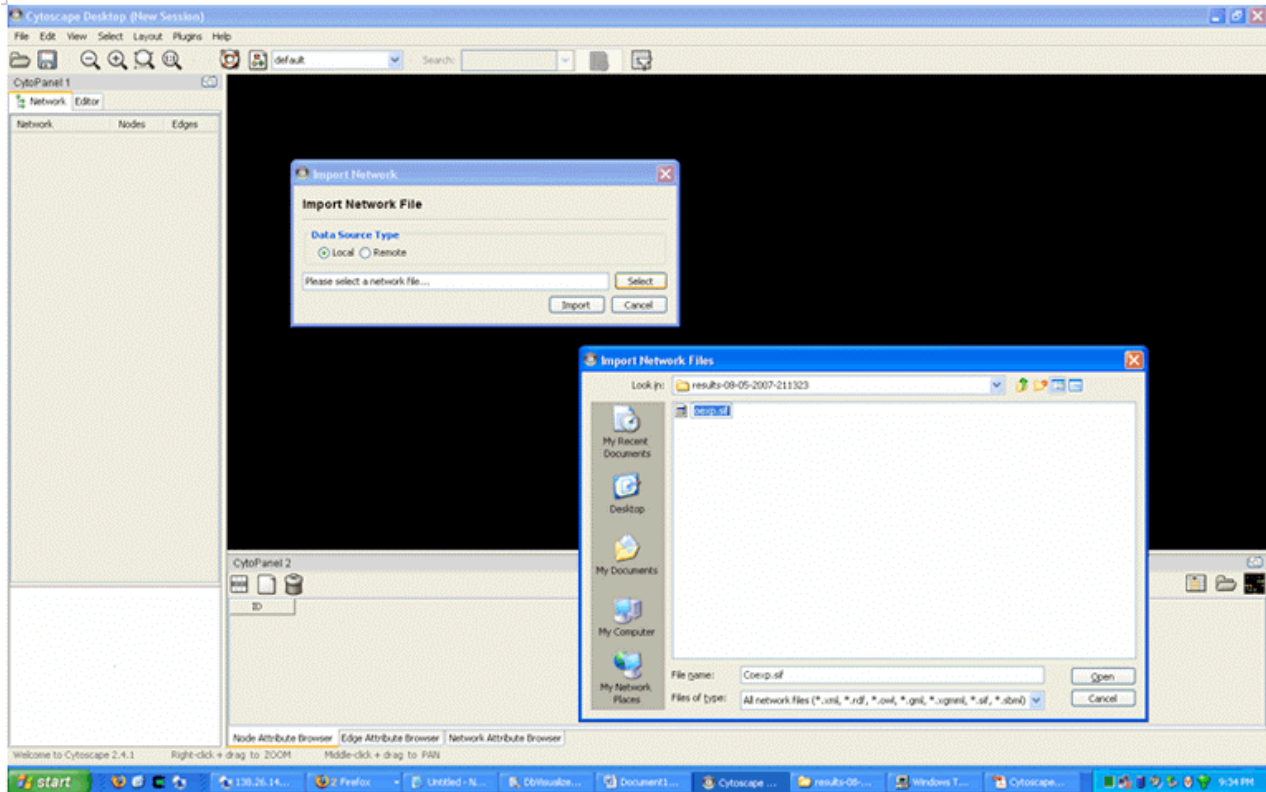 Cytoscape Desktop (New Session)
File Edit View Select Layout Plugins Help
default Search:
CytoPanel 1
Network Editor
Network Nodes Edges
Import Network
Import Network File
Data Source Type
Local Remote
Please select a network file... Select
Import Cancel
Import Network Files
Look in: results-08-05-2007-211323
oexp.sif
My Recent
Documents
Desktop
My Documents
My Computer
My Network
Places
File name: Coexp.sif Open
Files of type: All network files (*.xml, *.rdf, *.owl, *.gml, *.xgmml, *.sif, *.sbml) Cancel
CytoPanel 2
ID
Node Attribute Browser Edge Attribute Browser Network Attribute Browser
Welcome to Cytoscape 2.4.1 Right-click + drag to ZOOM Middle-click + drag to PAN
start 138.26.14... 2 Firefox Untitled - N... DbVisualize... Document1... Cytoscape ... results-08-... Windows T... Cytoscape... 9:34 PM